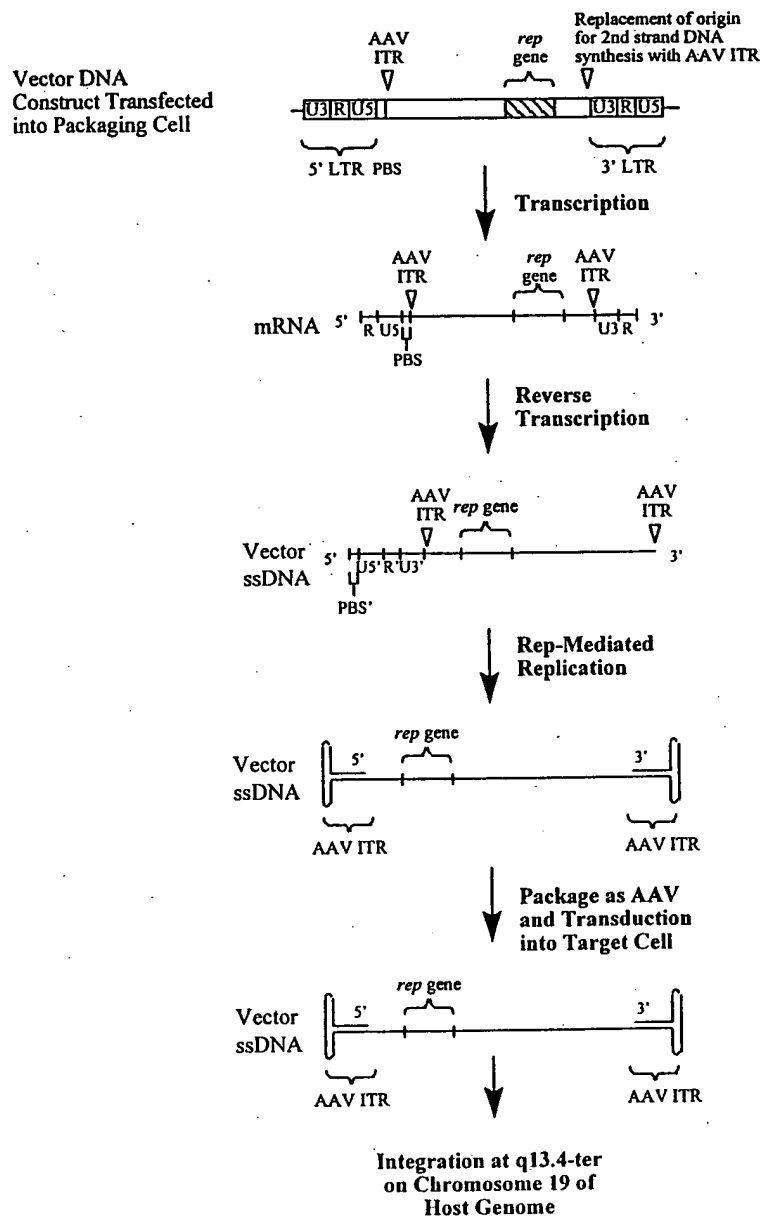 Replacement of origin
for 2nd strand DNA
synthesis with AAV ITR
AAV
ITR
rep
gene
Vector DNA
Construct Transfected
into Packaging Cell
U3 R U5
U3 R U5
5' LTR PBS
3' LTR
Transcription
AAV
ITR
rep
gene
AAV
ITR
mRNA
5'
R U5
U3 R
3'
PBS
Reverse
Transcription
AAV
ITR
rep gene
AAV
ITR
Vector
ssDNA
5'
U5' R' U3'
3'
PBS'
Rep-Mediated
Replication
rep gene
Vector
ssDNA
5'
3'
AAV ITR
AAV ITR
Package as AAV
and Transduction
into Target Cell
rep gene
Vector
ssDNA
5'
3'
AAV ITR
AAV ITR
Integration at q13.4-ter
on Chromosome 19 of
Host Genome